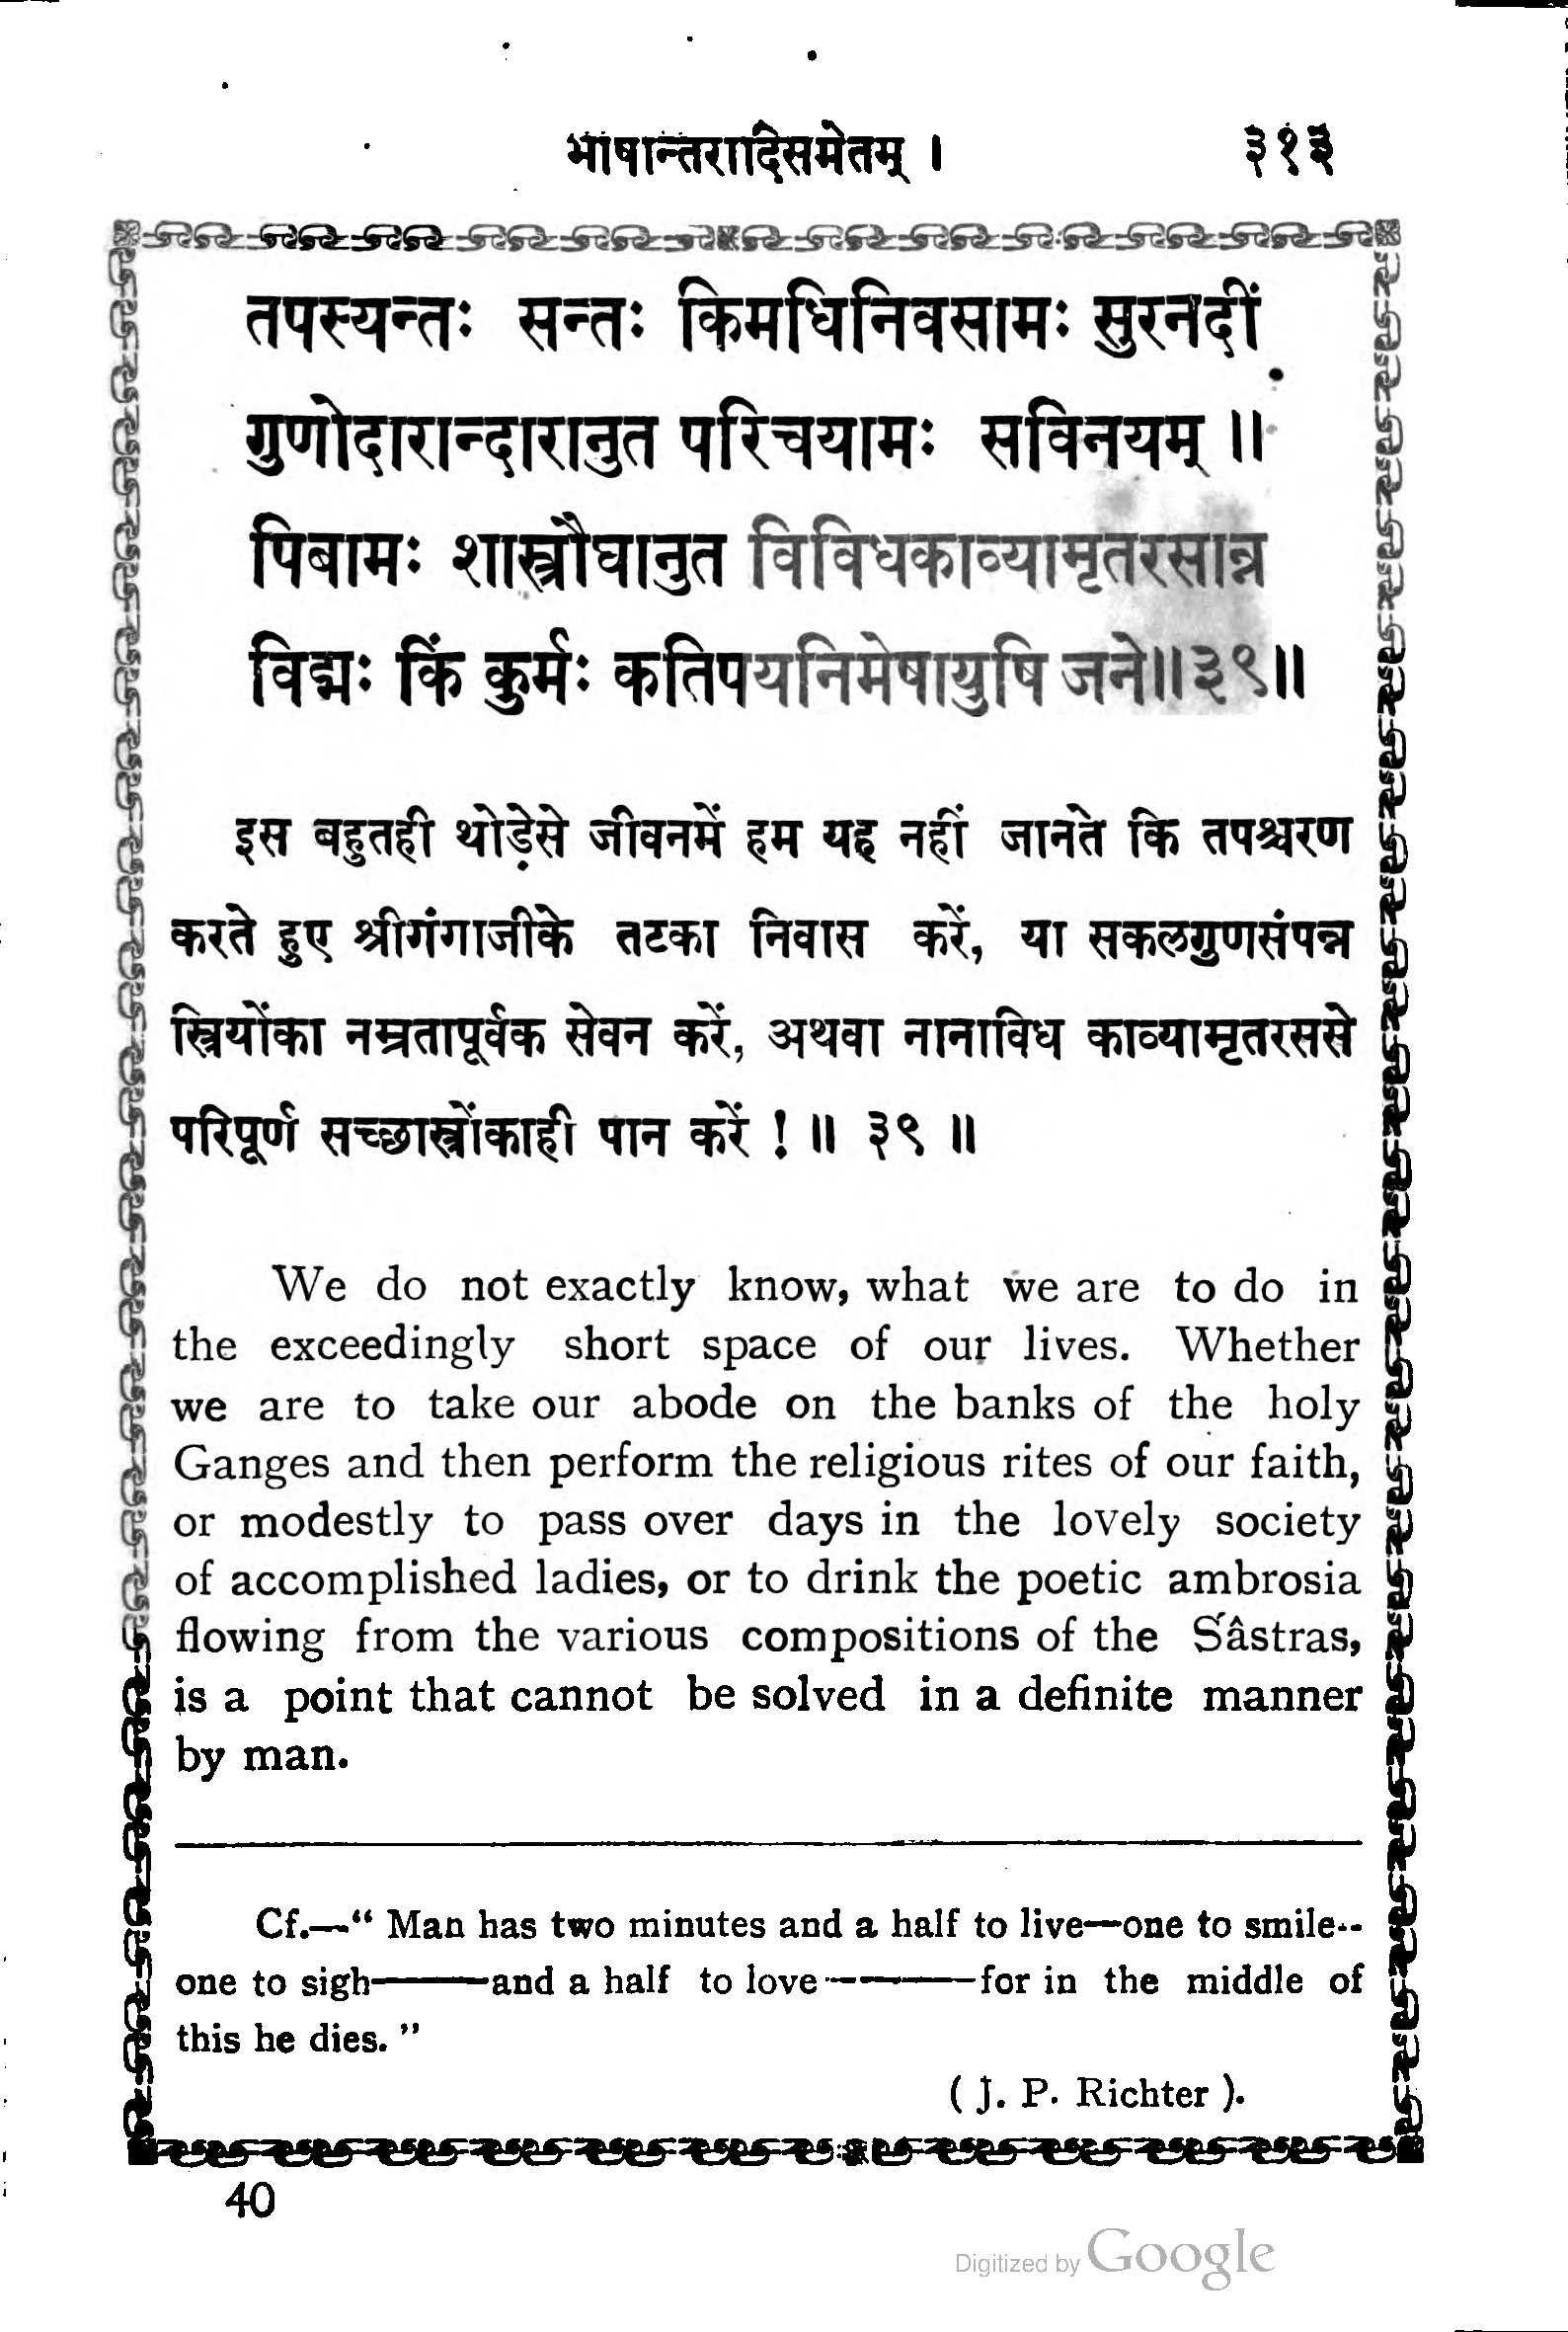 भाषान्तरादिसमेतम् । ३१३
तपस्यन्तः सन्तः किमधिनिवसामः सुरनदीं
गुणोदारान्दारानुत परिचयामः सविनयम् ॥
पिबामः शास्त्रौघानुत विविधकाव्यामृतरसान्न
विद्मः किं कुर्मः कतिपयनिमेषायुषि जने॥३९॥
इस बहुतही थोड़ेसे जीवनमें हम यह नहीं जानते कि तपश्चरण
करते हुए श्रीगंगाजीके तटका निवास करें, या सकलगुणसंपन्न
स्त्रियोंका नम्रतापूर्वक सेवन करें, अथवा नानाविध काव्यामृतरससे
परिपूर्ण सच्छास्त्रोंकाही पान करें ! ॥ ३९ ॥
We do not exactly know, what we are to do in
the exceedingly short space of our lives. Whether
we are to take our abode on the banks of the holy
Ganges and then perform the religious rites of our faith,
or modestly to pass over days in the lovely society
of accomplished ladies, or to drink the poetic ambrosia
flowing from the various compositions of the Śâstras,
is a point that cannot be solved in a definite manner
by man.
Cf.—“ Man has two minutes and a half to live—one to smile--
one to sigh———and a half to love ————for in the middle of
this he dies. ”
( J. P. Richter ).
40
Digitized by Google